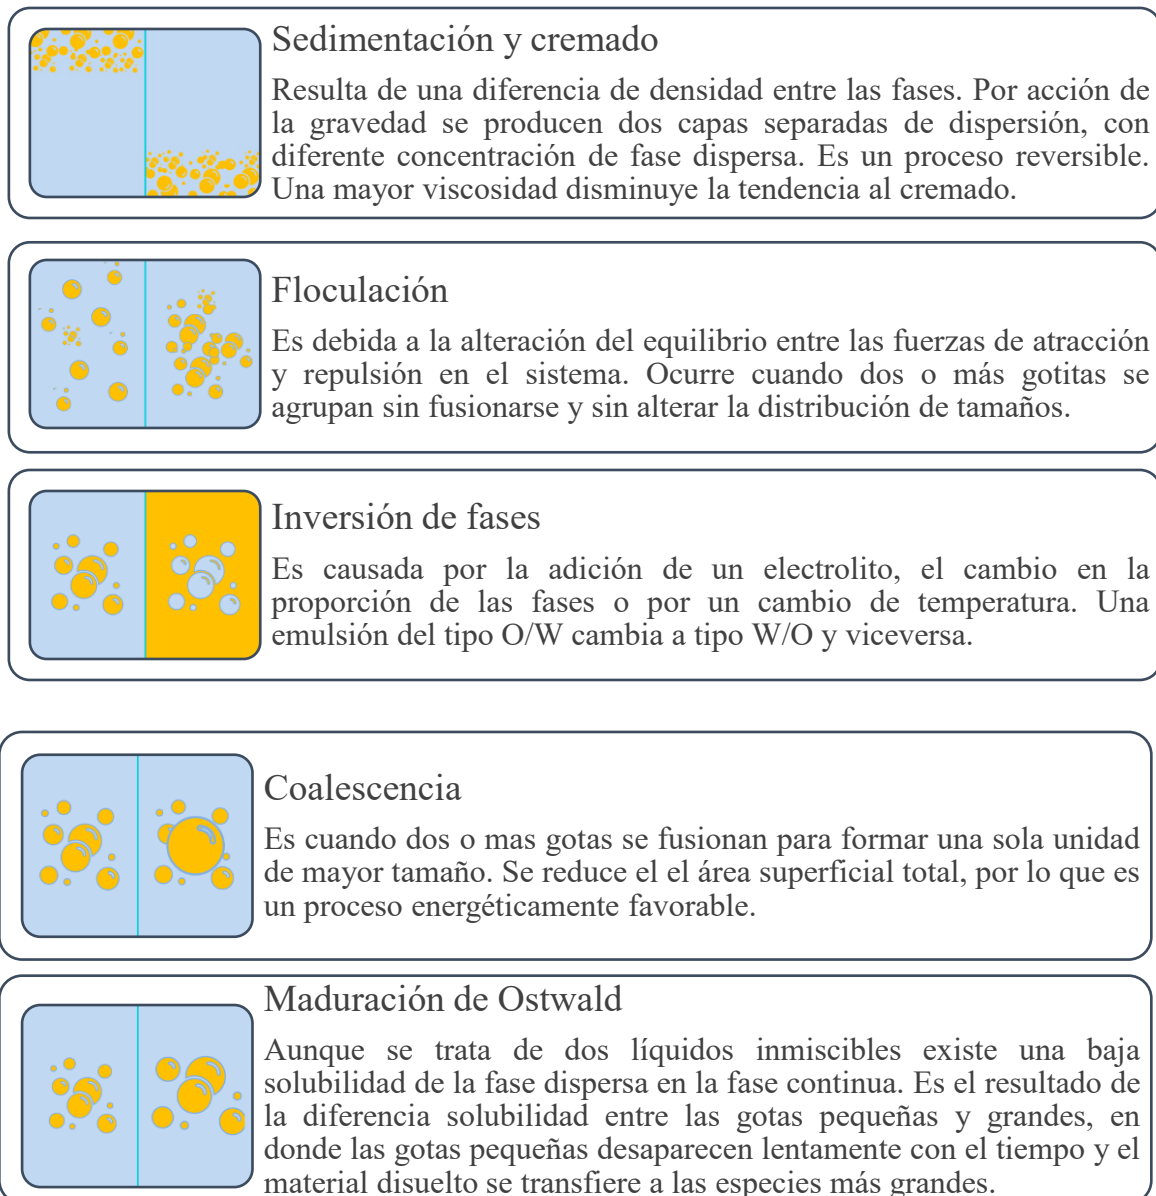 Sedimentación y cremado
Resulta de una diferencia de densidad entre las fases. Por acción de
la gravedad se producen dos capas separadas de dispersión, con
diferente concentración de fase dispersa. Es un proceso reversible.
Una mayor viscosidad disminuye la tendencia al cremado.
Floculación
Es debida a la alteración del equilibrio entre las fuerzas de atracción
y repulsión en el sistema. Ocurre cuando dos o más gotitas se
agrupan sin fusionarse y sin alterar la distribución de tamaños.
Inversión de fases
Es causada por la adición de un electrolito, el cambio en la
proporción de las fases o por un cambio de temperatura. Una
emulsión del tipo O/W cambia a tipo W/O y viceversa.
Coalescencia
Es cuando dos o mas gotas se fusionan para formar una sola unidad
de mayor tamaño. Se reduce el el área superficial total, por lo que es
un proceso energéticamente favorable.
Maduración de Ostwald
Aunque se trata de dos líquidos inmiscibles existe una baja
solubilidad de la fase dispersa en la fase continua. Es el resultado de
la diferencia solubilidad entre las gotas pequeñas y grandes, en
donde las gotas pequeñas desaparecen lentamente con el tiempo y el
material disuelto se transfiere a las especies más grandes.